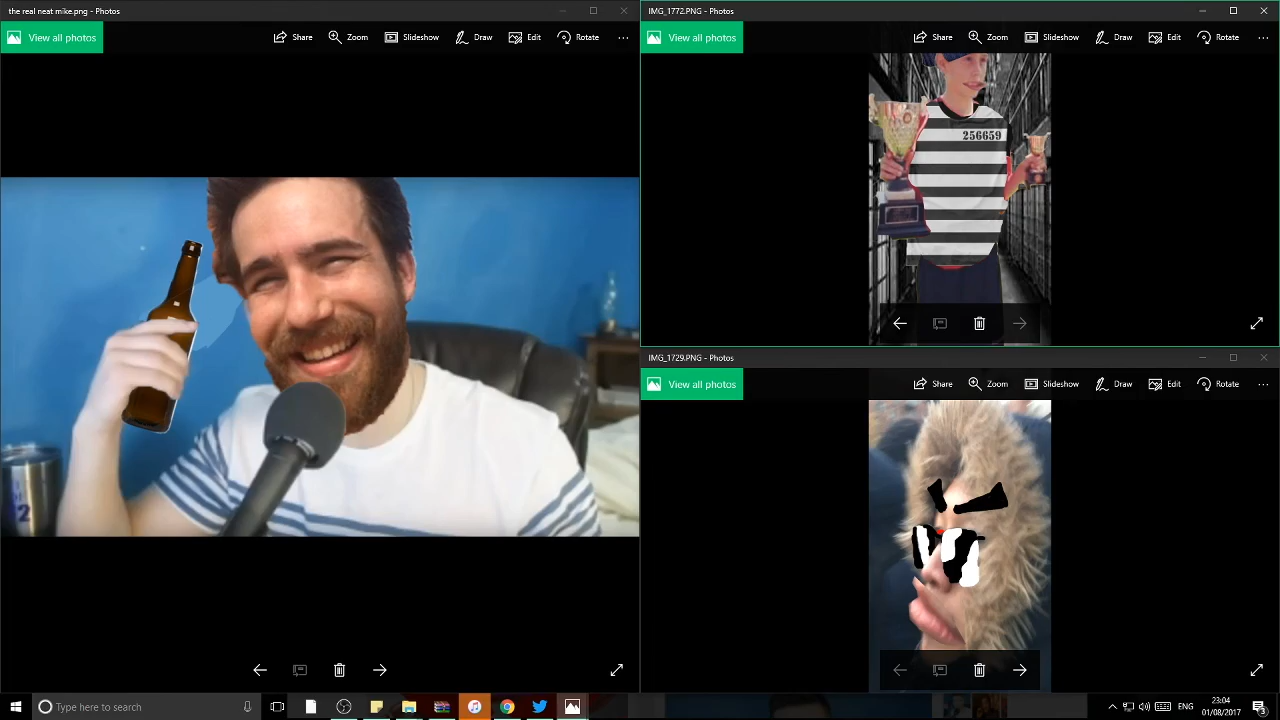 the real neat mike.png - Photos
View all photos
Share
Zoom
Slideshow
Draw
Edit
Rotate
IMG_1772.PNG - Photos
View all photos
Share
Zoom
Slideshow
Draw
Edit
Rotate
256659
IMG_1729.PNG - Photos
View all photos
Share
Zoom
Slideshow
Draw
Edit
Rotate
Type here to search
ENG
23:04
01/08/2017